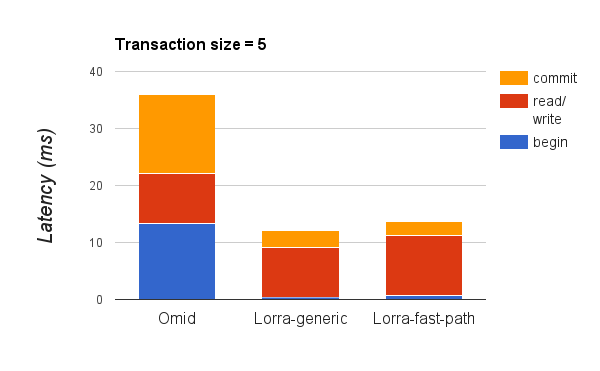 Transaction size = 5
Latency (ms)
40
30
20
10
0
Omid
Lorra-generic
Lorra-fast-path
commit
read/
write
begin